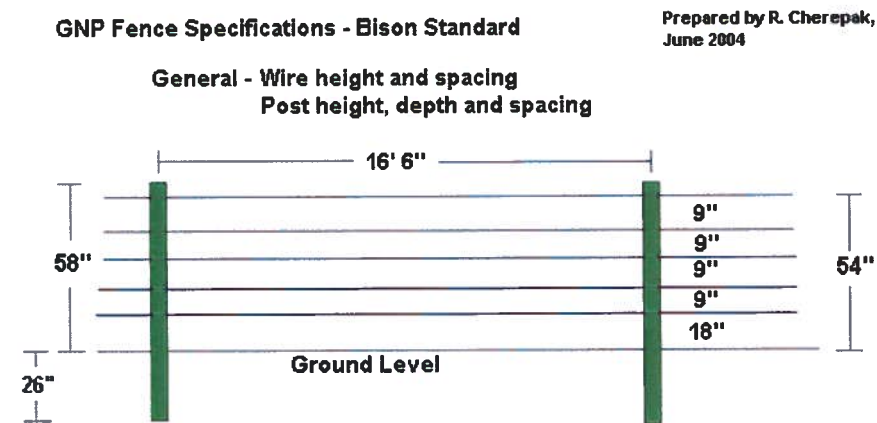 GNP Fence Specifications - Bison Standard
Prepared by R. Cherepak,
June 2004
General - Wire height and spacing
Post height, depth and spacing
16' 6"
9"
9"
58"
9"
54"
9"
18"
Ground Level
26"